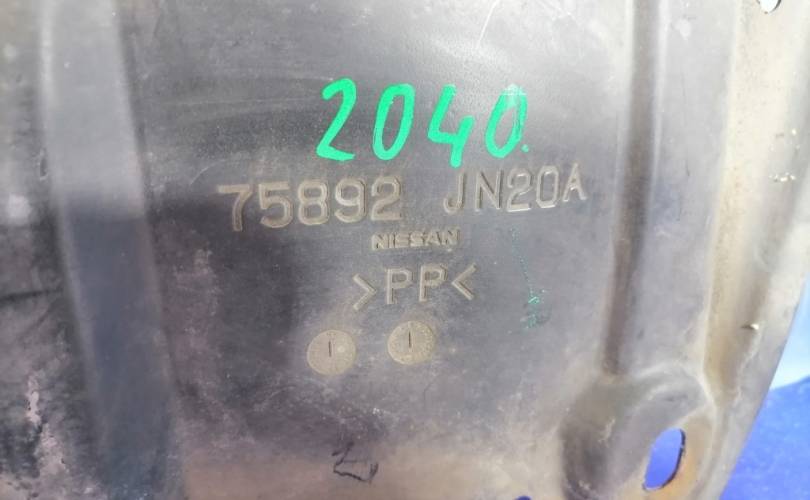 2040.
75892 JN20A
NISSAN
>PP<